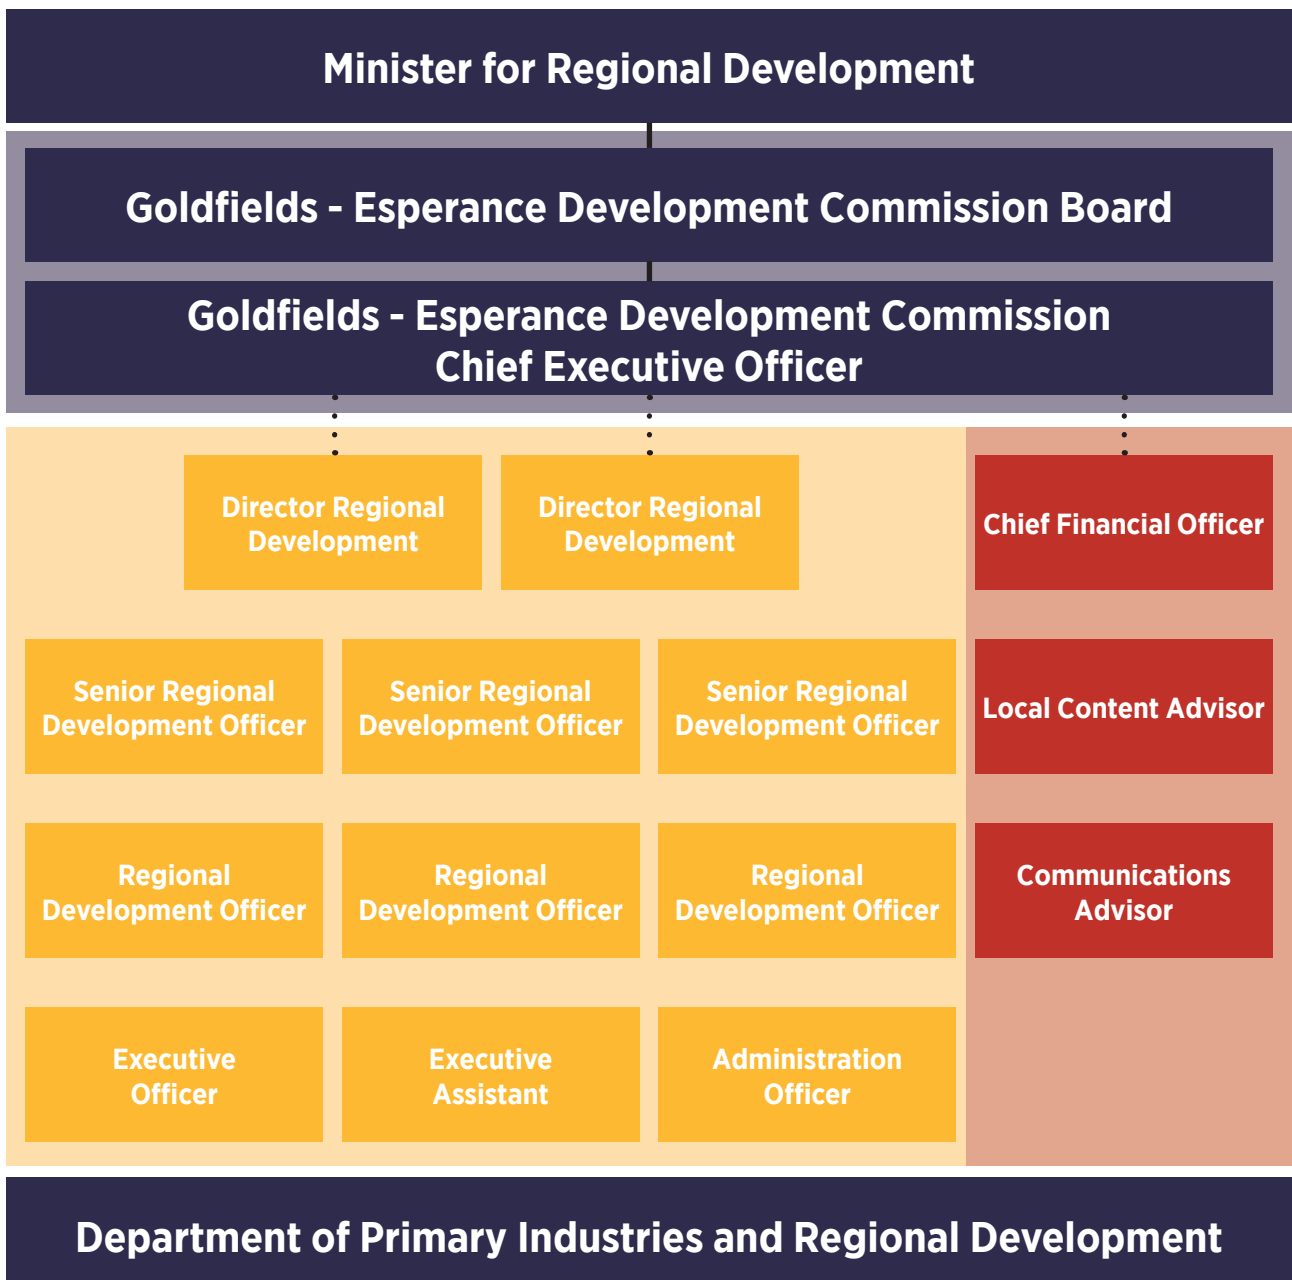 Minister for Regional Development
Goldfields - Esperance Development Commission Board
Goldfields - Esperance Development Commission
Chief Executive Officer
Director Regional
Development
Director Regional
Development
Chief Financial Officer
Senior Regional
Development Officer
Senior Regional
Development Officer
Senior Regional
Development Officer
Local Content Advisor
Regional
Development Officer
Regional
Development Officer
Regional
Development Officer
Communications
Advisor
Executive
Officer
Executive
Assistant
Administration
Officer
Department of Primary Industries and Regional Development